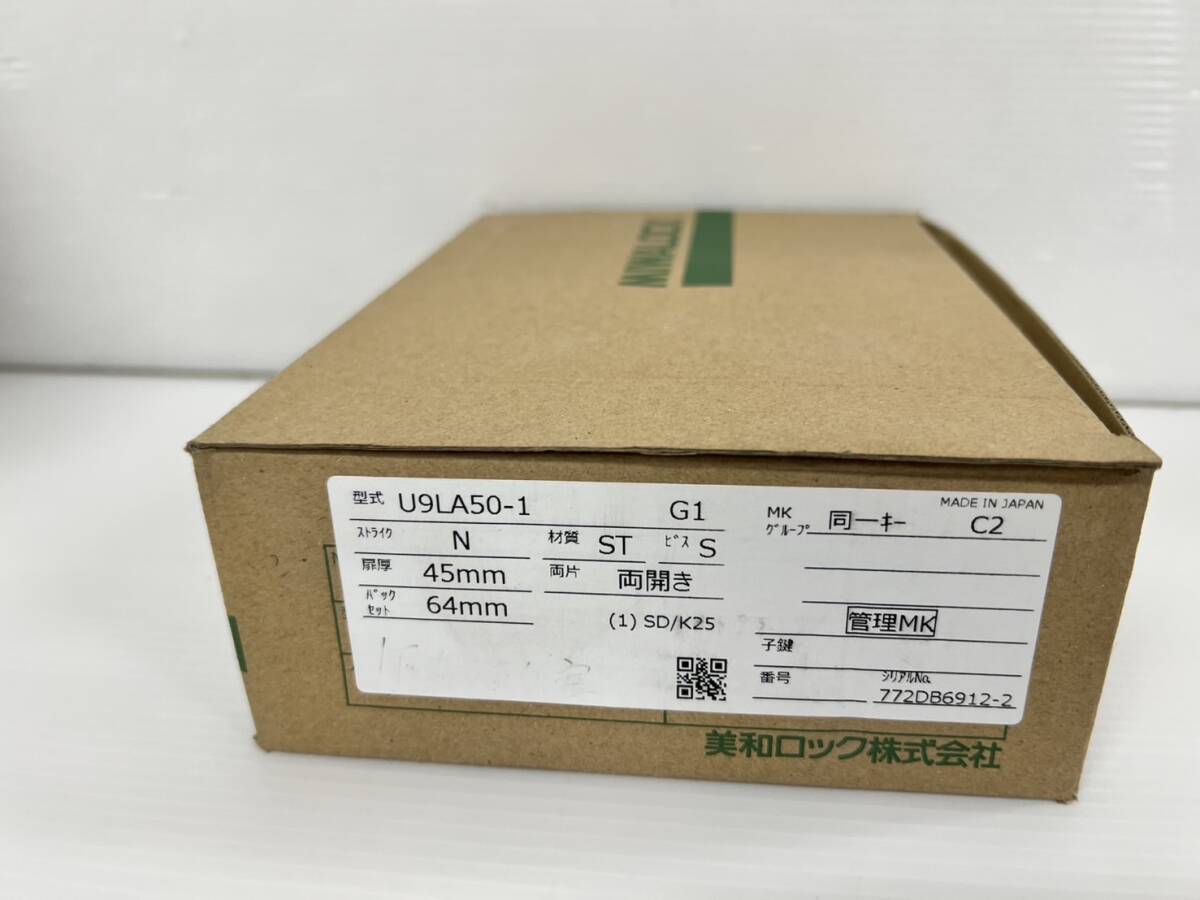 MIWA LOCK
型式 U9LA50-1 G1
MK グループ 同一キー
MADE IN JAPAN
C2
ストライク N 材質 ST ビス S
扉厚 45mm 両片 両開き
バックセット 64mm
(1) SD/K25
管理MK
子鍵
番号
シリアルNo.
772DB6912-2
美和ロック株式会社